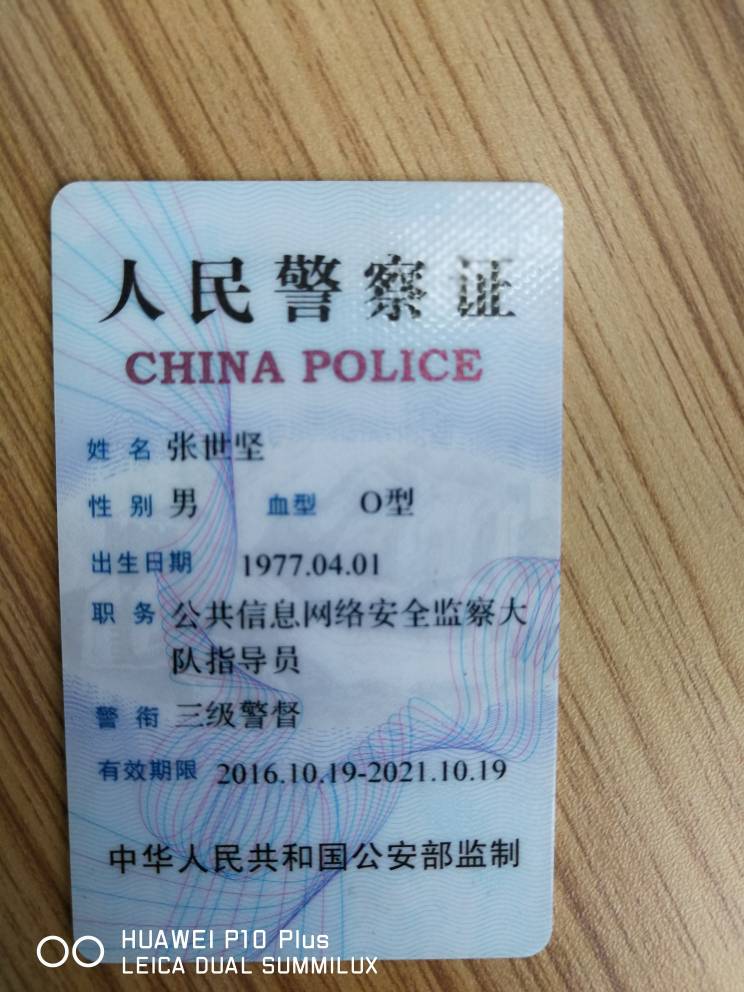 人民警察证
CHINA POLICE
姓 名 张世坚
性 别 男 血型 O型
出生日期 1977.04.01
职 务 公共信息网络安全监察大
队指导员
警 衔 三级警督
有效期限 2016.10.19-2021.10.19
中华人民共和国公安部监制
HUAWEI P10 Plus
LEICA DUAL SUMMILUX